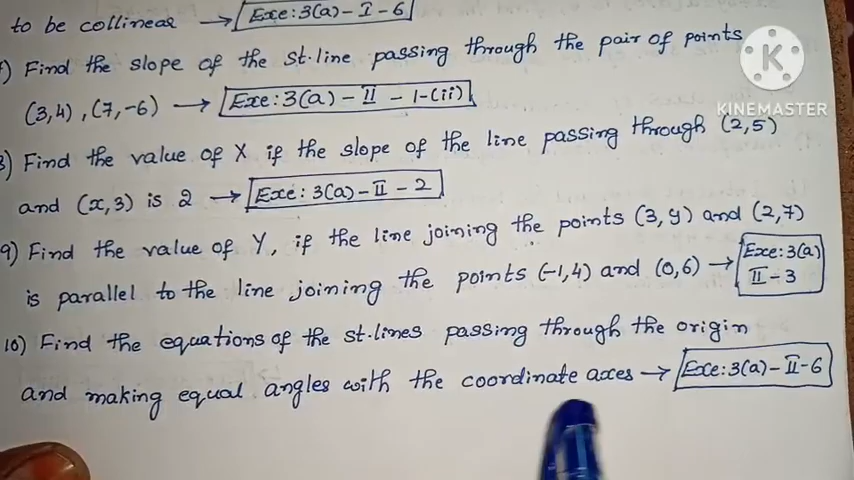 to be collinear → Exe: 3(a) - I - 6
) Find the slope of the st.line passing through the pair of points
(3,4), (7,-6) → Exe: 3(a) - II - 1-(ii)
) Find the value of X if the slope of the line passing through (2,5)
and (x,3) is 2 → Exe: 3(a) - II - 2
9) Find the value of Y, if the line joining the points (3, y) and (2,7)
is parallel to the line joining the points (-1,4) and (0,6) → Exe: 3(a) II - 3
10) Find the equations of the st.lines passing through the origin
and making equal angles with the coordinate axes → Exe: 3(a) - II - 6
K
KINEMASTER